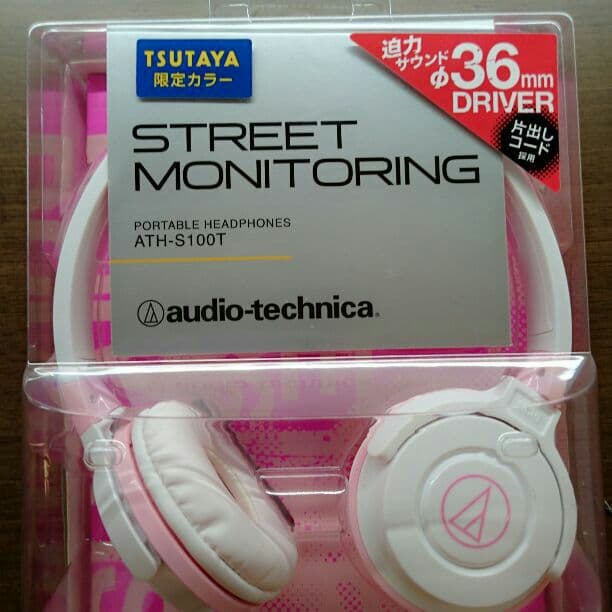 TSUTAYA
限定カラー
迫力
サウンド
φ36mm
DRIVER
片出し
コード
採用
STREET
MONITORING
PORTABLE HEADPHONES
ATH-S100T
audio-technica®